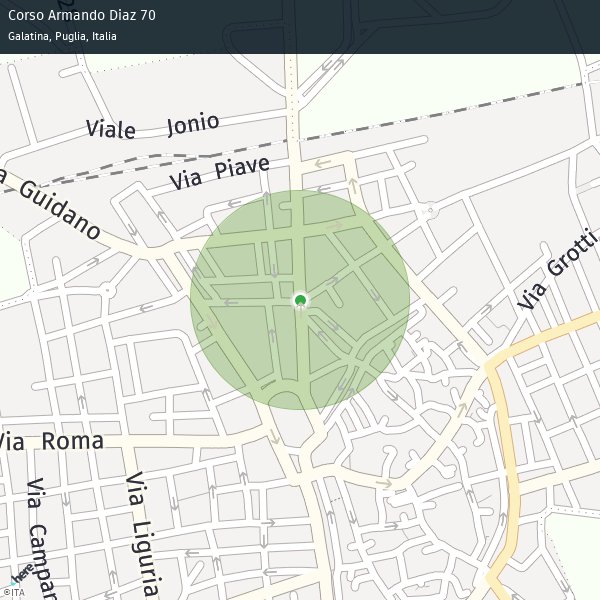 Corso Armando Diaz 70
Galatina, Puglia, Italia
Viale Jonio
Via Piave
Guidano
Via Grotti
Via Roma
Via Liguria
Via Campan
here
©ITA